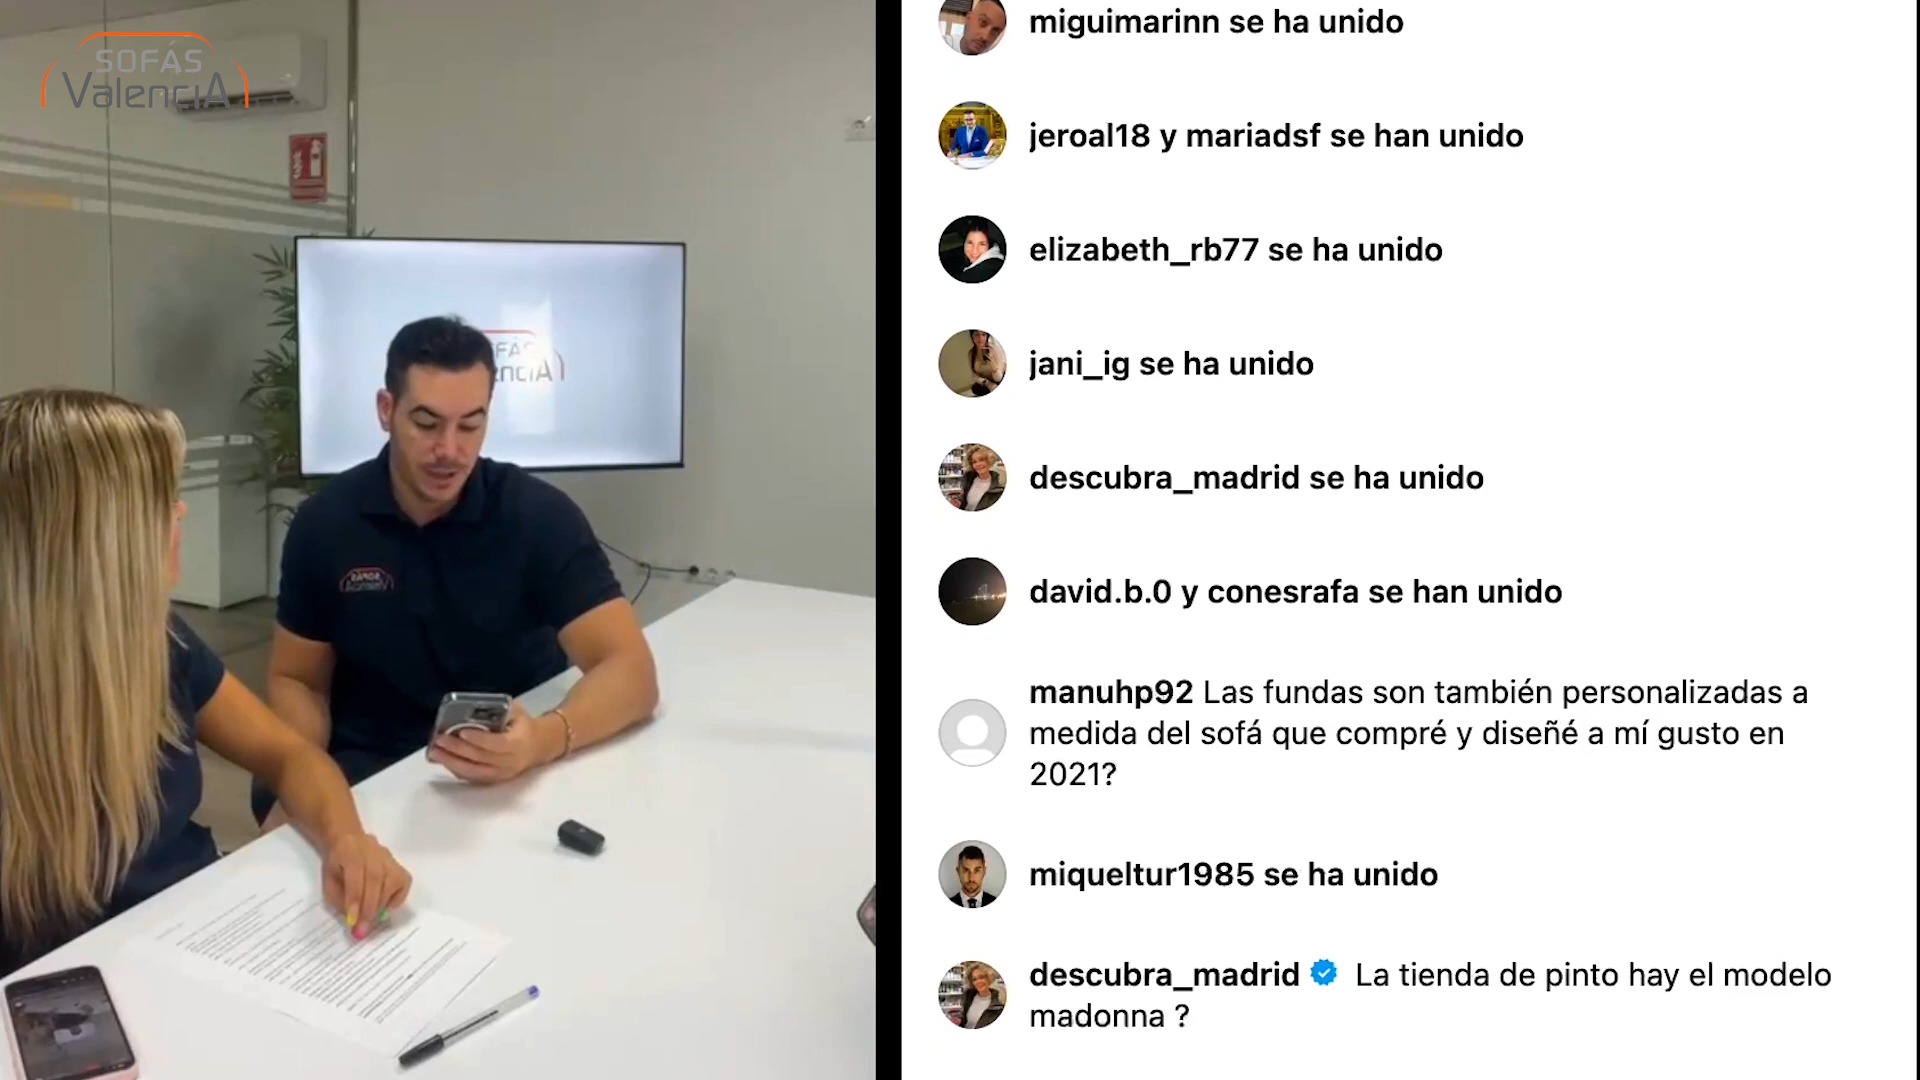 SOFÁS
ValenciA
miguimarinn se ha unido
jeroal18 y mariadsf se han unido
elizabeth_rb77 se ha unido
jani_ig se ha unido
descubra_madrid se ha unido
david.b.0 y conesrafa se han unido
manuhp92 Las fundas son también personalizadas a
medida del sofá que compré y diseñé a mí gusto en
2021?
miqueltur1985 se ha unido
descubra_madrid La tienda de pinto hay el modelo
madonna ?